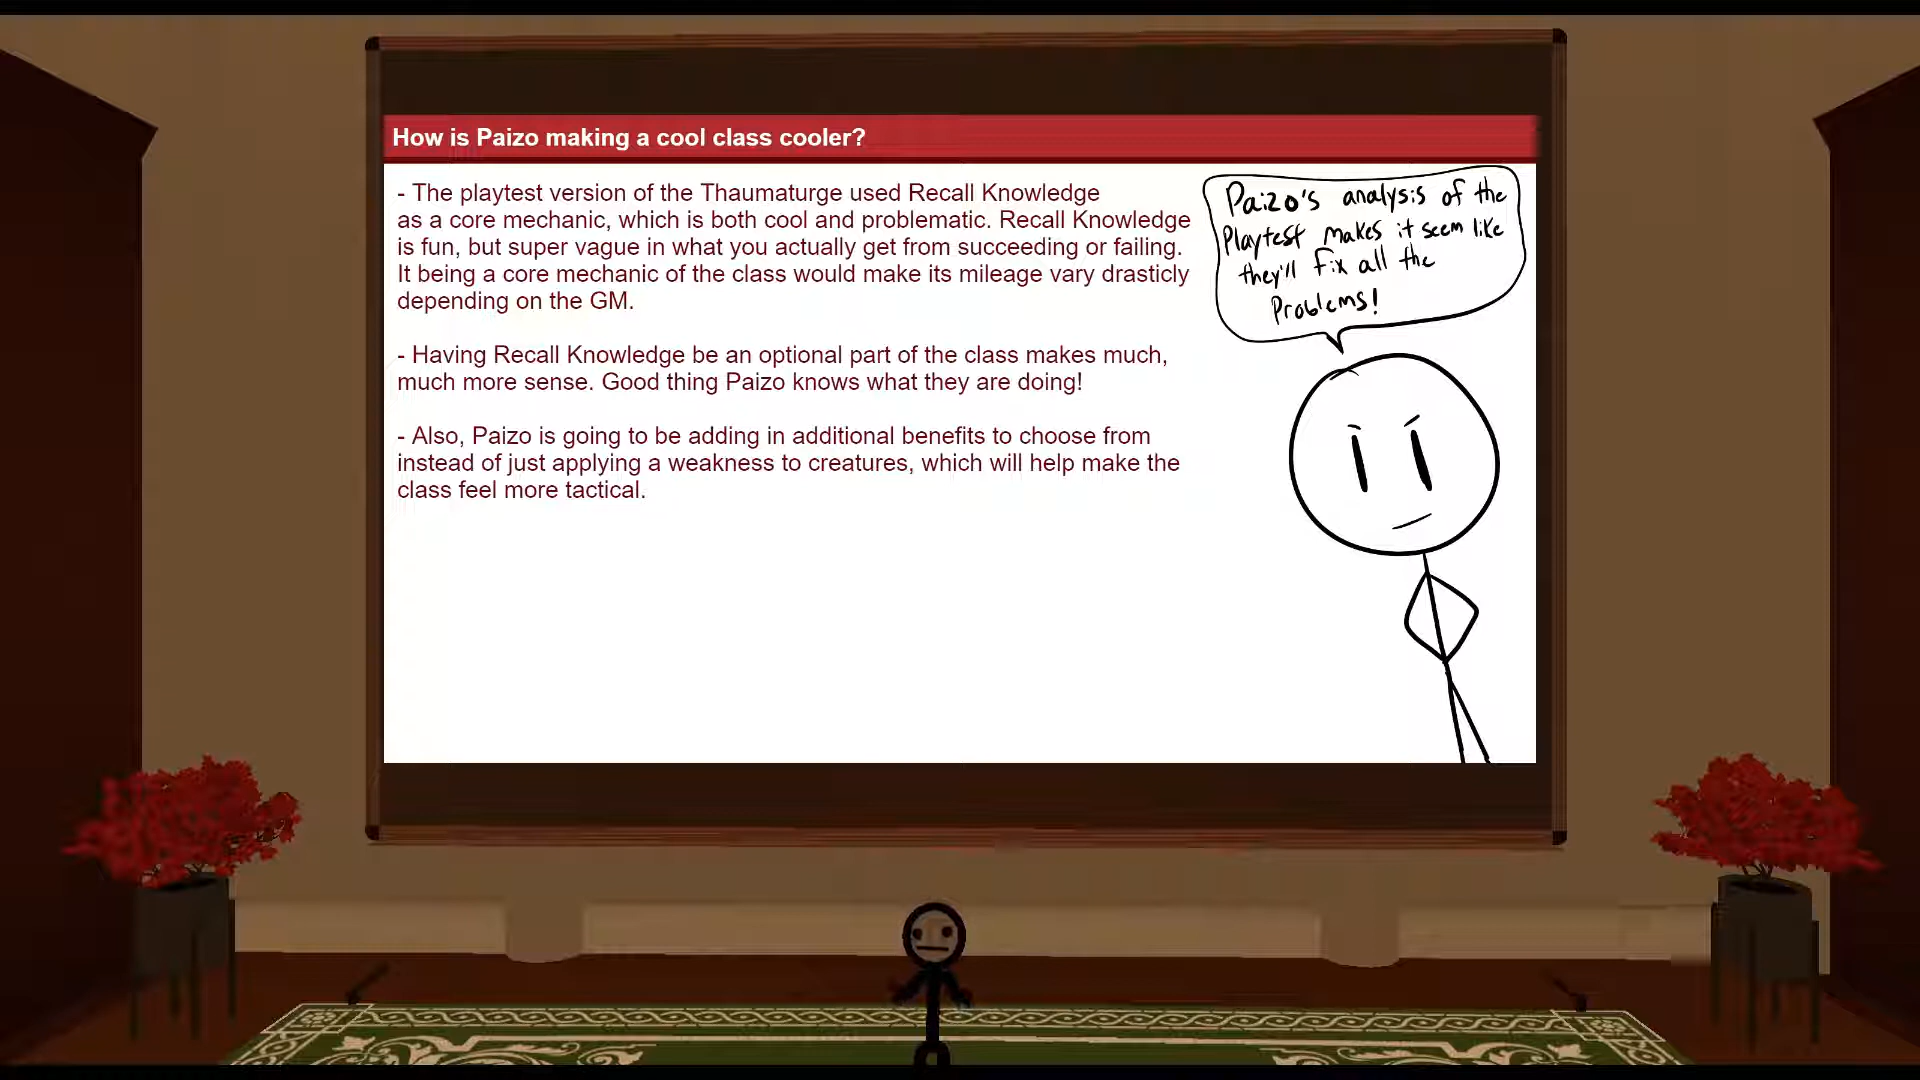 How is Paizo making a cool class cooler?
- The playtest version of the Thaumaturge used Recall Knowledge
as a core mechanic, which is both cool and problematic. Recall Knowledge
is fun, but super vague in what you actually get from succeeding or failing.
It being a core mechanic of the class would make its mileage vary drasticly
depending on the GM.
- Having Recall Knowledge be an optional part of the class makes much,
much more sense. Good thing Paizo knows what they are doing!
- Also, Paizo is going to be adding in additional benefits to choose from
instead of just applying a weakness to creatures, which will help make the
class feel more tactical.
Paizo's analysis of the
Playtest makes it seem like
they'll fix all the
Problems!